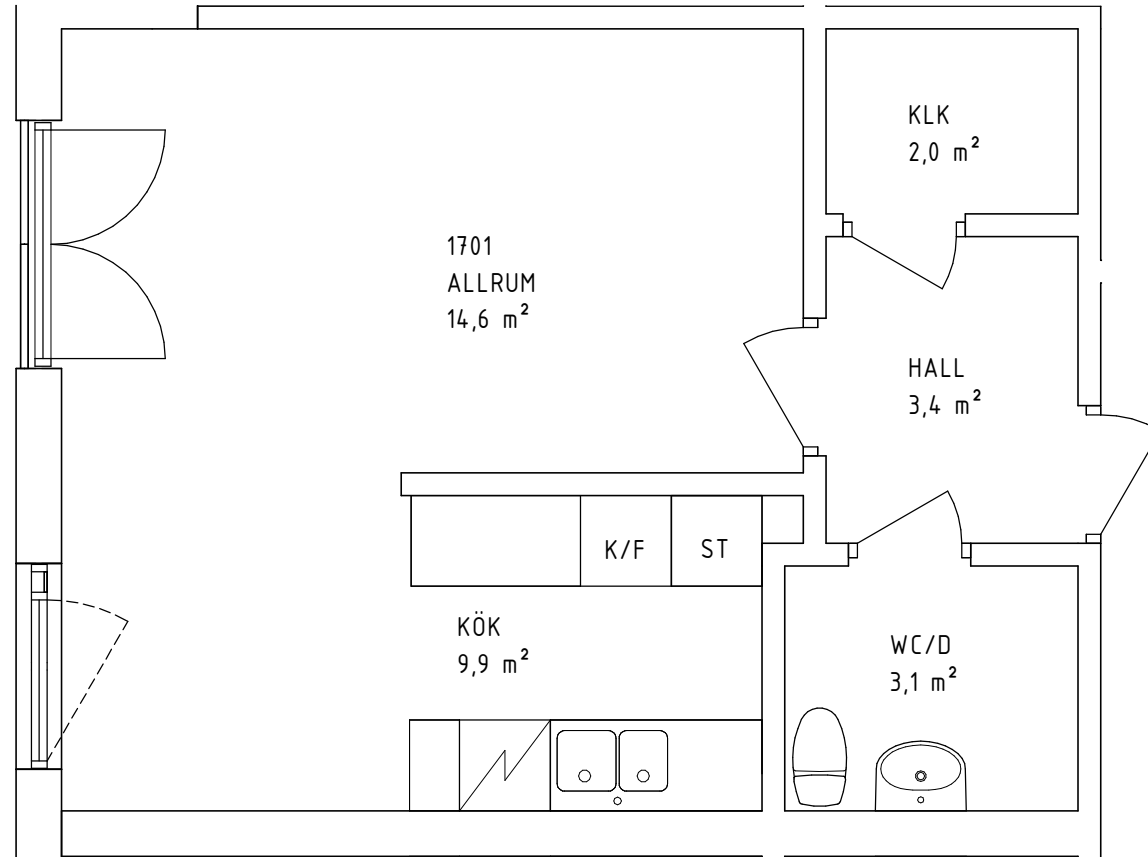 KLK
2,0 m²
1701
ALLRUM
14,6 m²
HALL
3,4 m²
K/F
ST
KÖK
9,9 m²
WC/D
3,1 m²